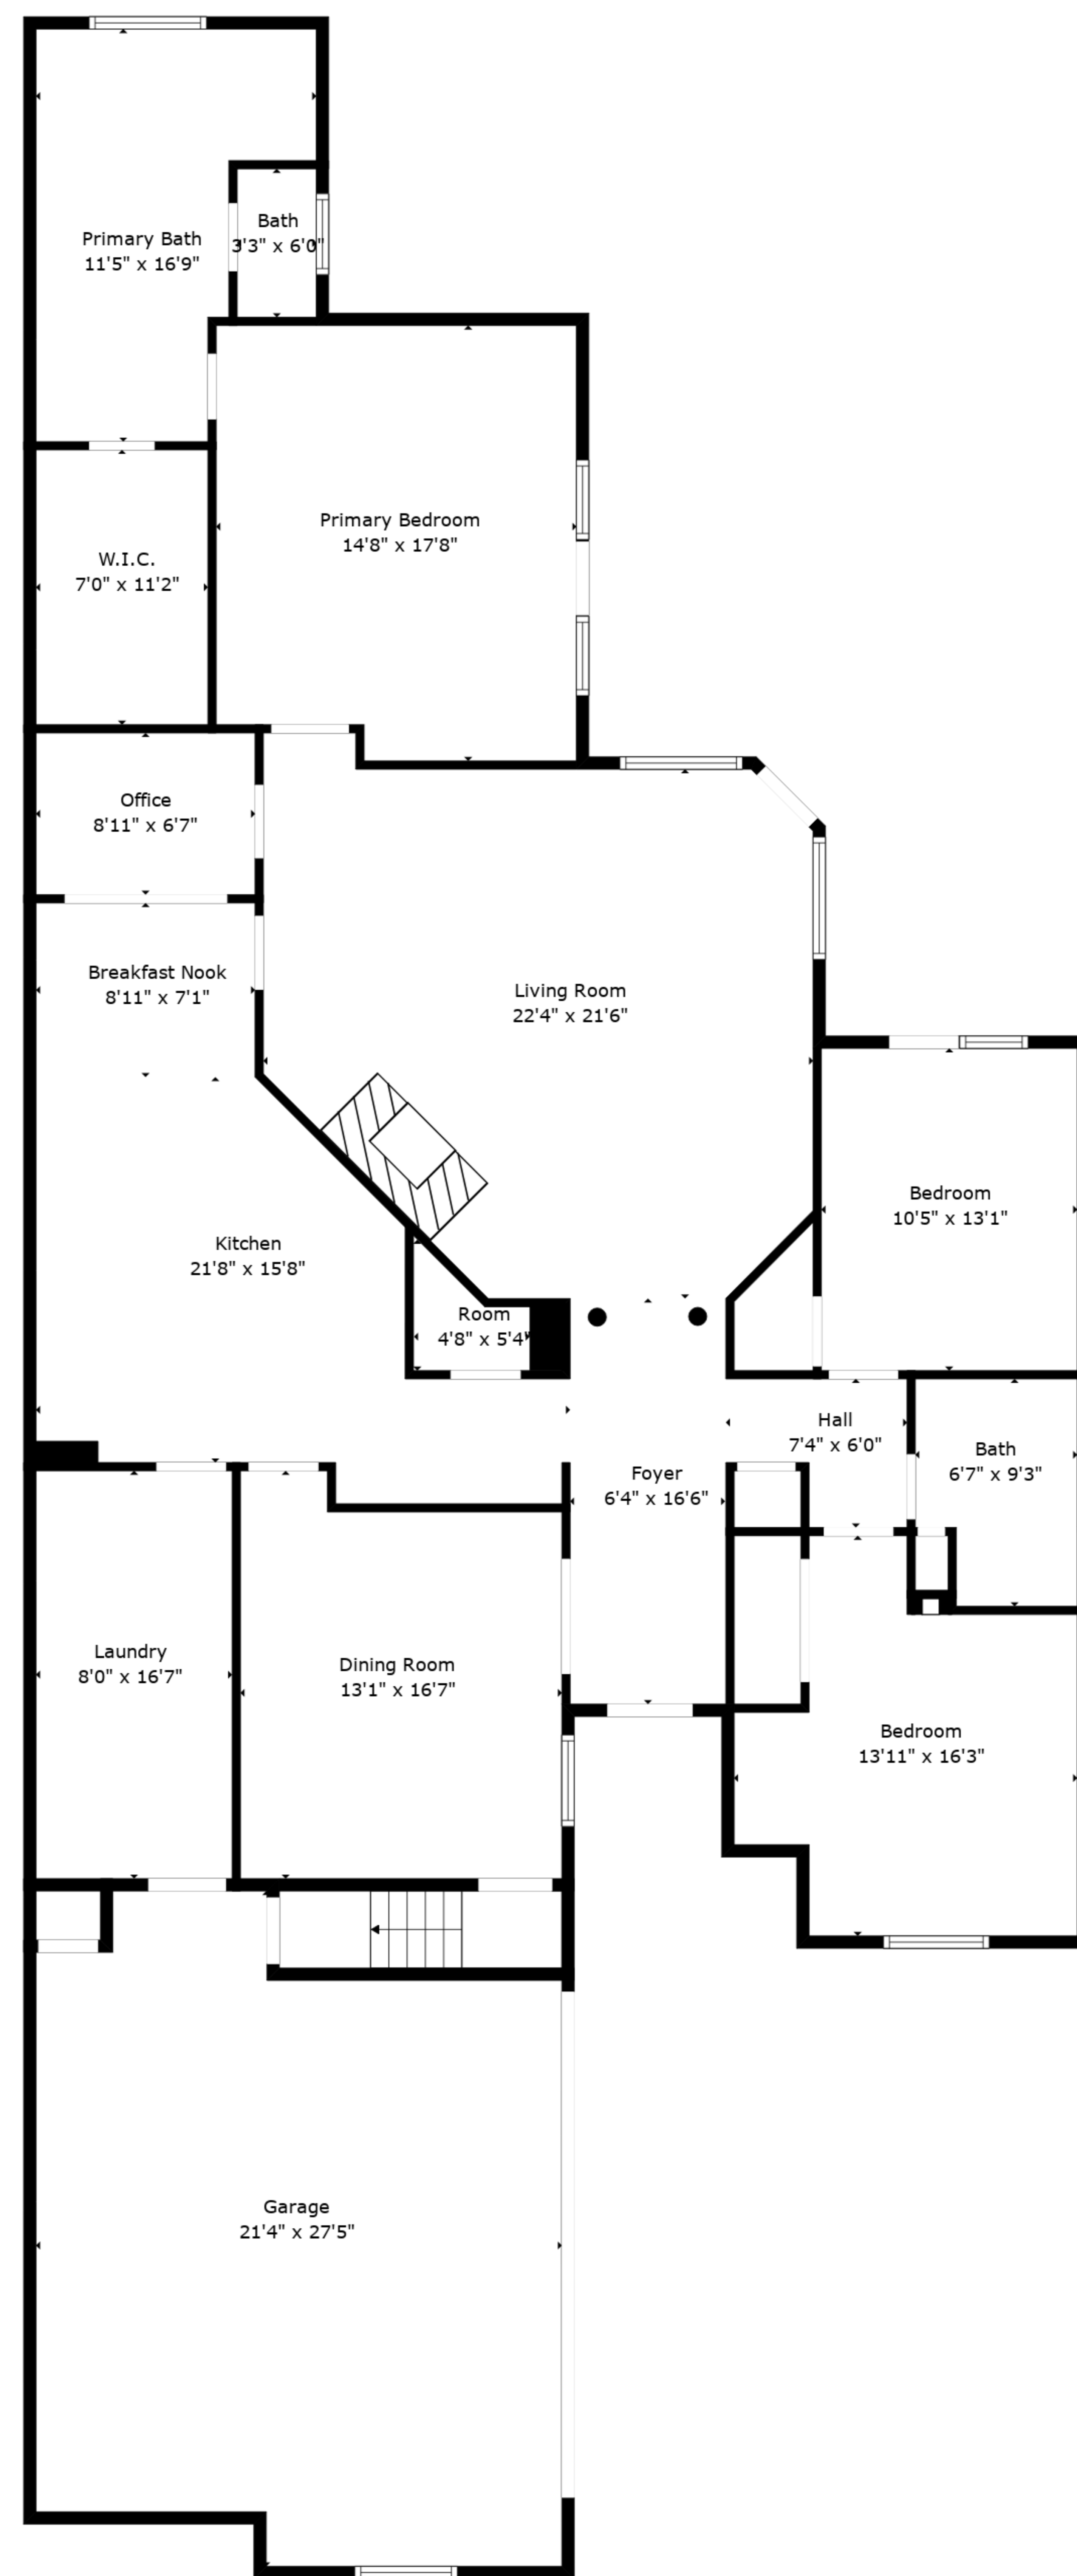 Bath
3'3" x 6'0"
Primary Bath
11'5" x 16'9"
Primary Bedroom
14'8" x 17'8"
W.I.C.
7'0" x 11'2"
Office
8'11" x 6'7"
Breakfast Nook
8'11" x 7'1"
Living Room
22'4" x 21'6"
Bedroom
10'5" x 13'1"
Kitchen
21'8" x 15'8"
Room
4'8" x 5'4"
Hall
7'4" x 6'0"
Bath
6'7" x 9'3"
Foyer
6'4" x 16'6"
Laundry
8'0" x 16'7"
Dining Room
13'1" x 16'7"
Bedroom
13'11" x 16'3"
Garage
21'4" x 27'5"